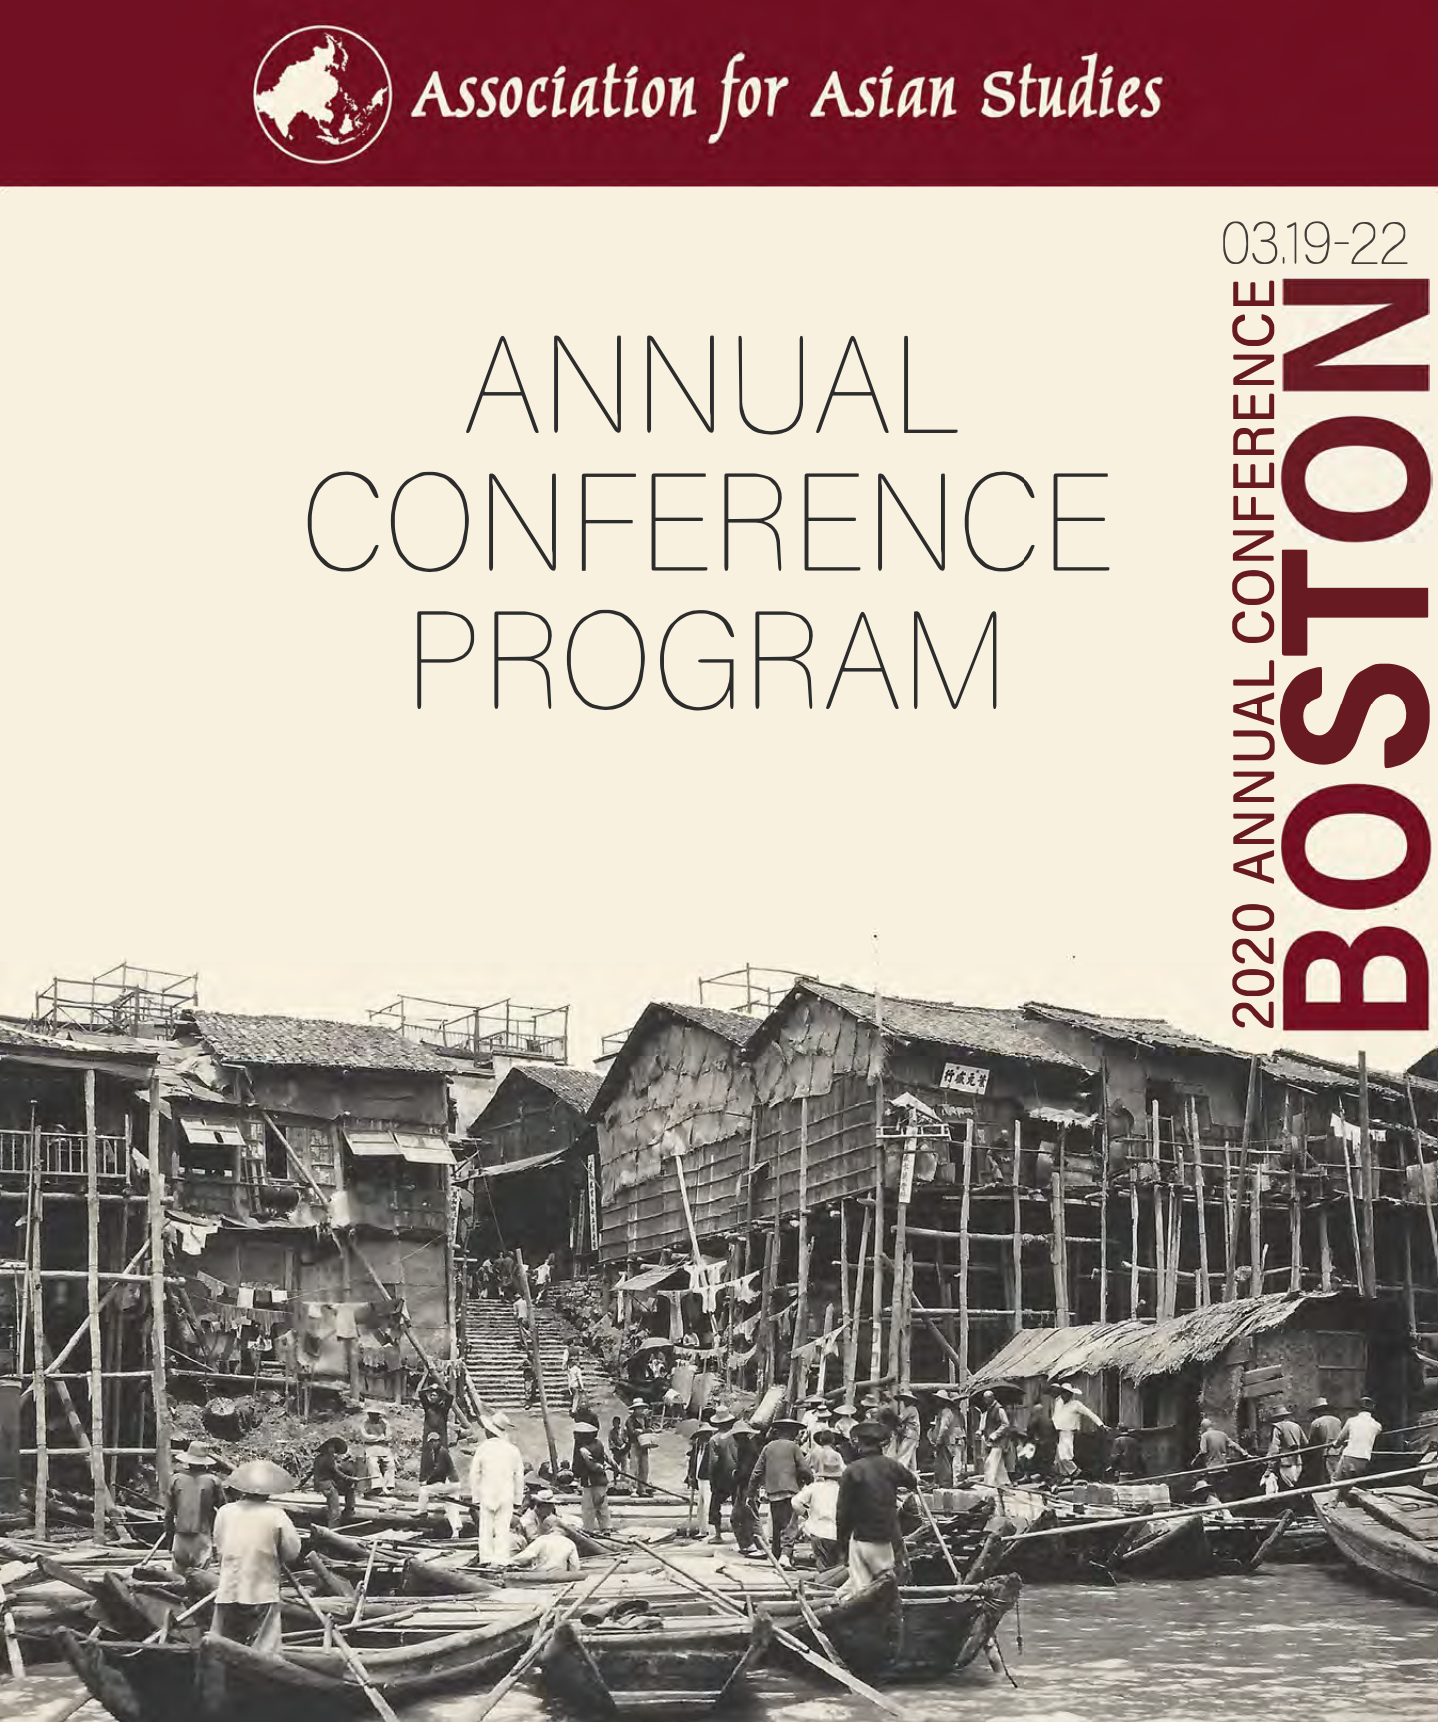 Association for Asian Studies
03.19-22
2020 ANNUAL CONFERENCE
BOSTON
ANNUAL
CONFERENCE
PROGRAM